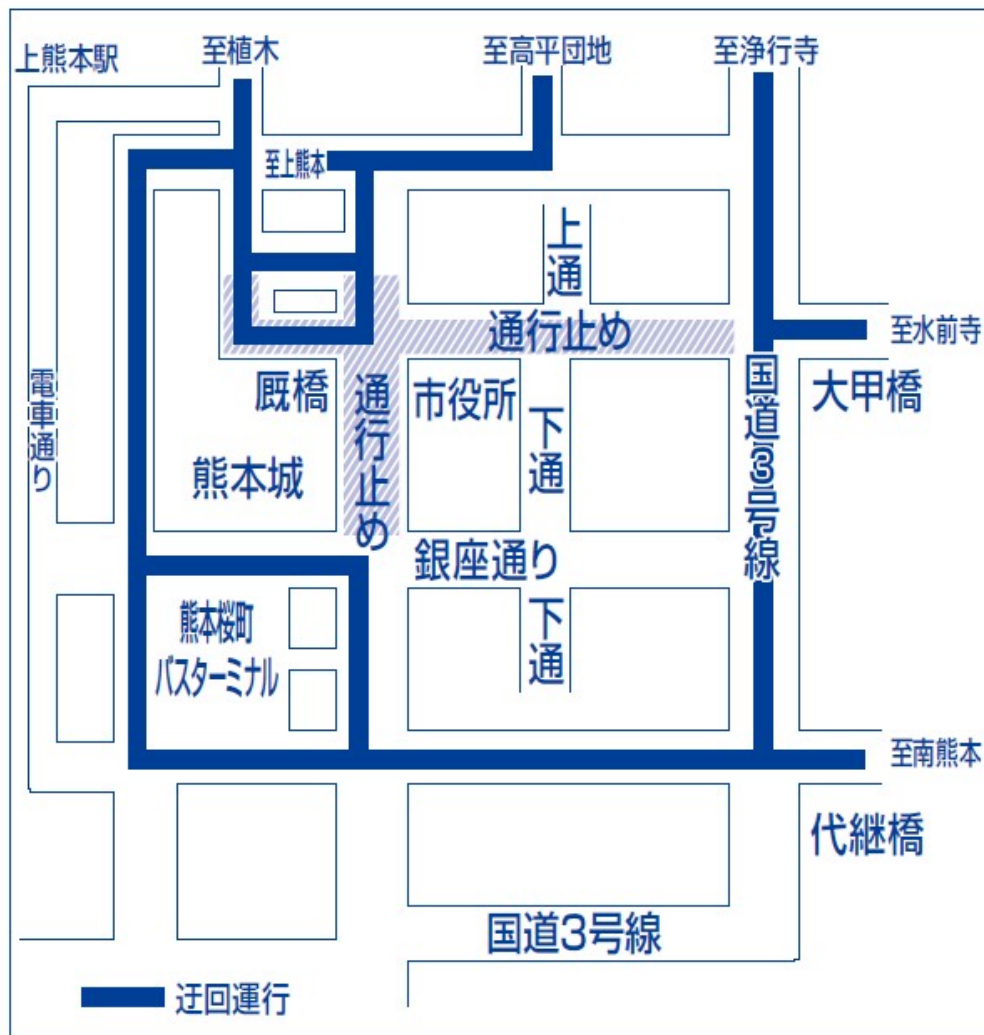 上熊本駅
至植木
至高平団地
至浄行寺
至上熊本
上通
通行止め
至水前寺
電車通り
厩橋
通行止め
市役所
下通
国道3号線
大甲橋
熊本城
銀座通り
熊本桜町
バスターミナル
下通
至南熊本
代継橋
国道3号線
迂回運行